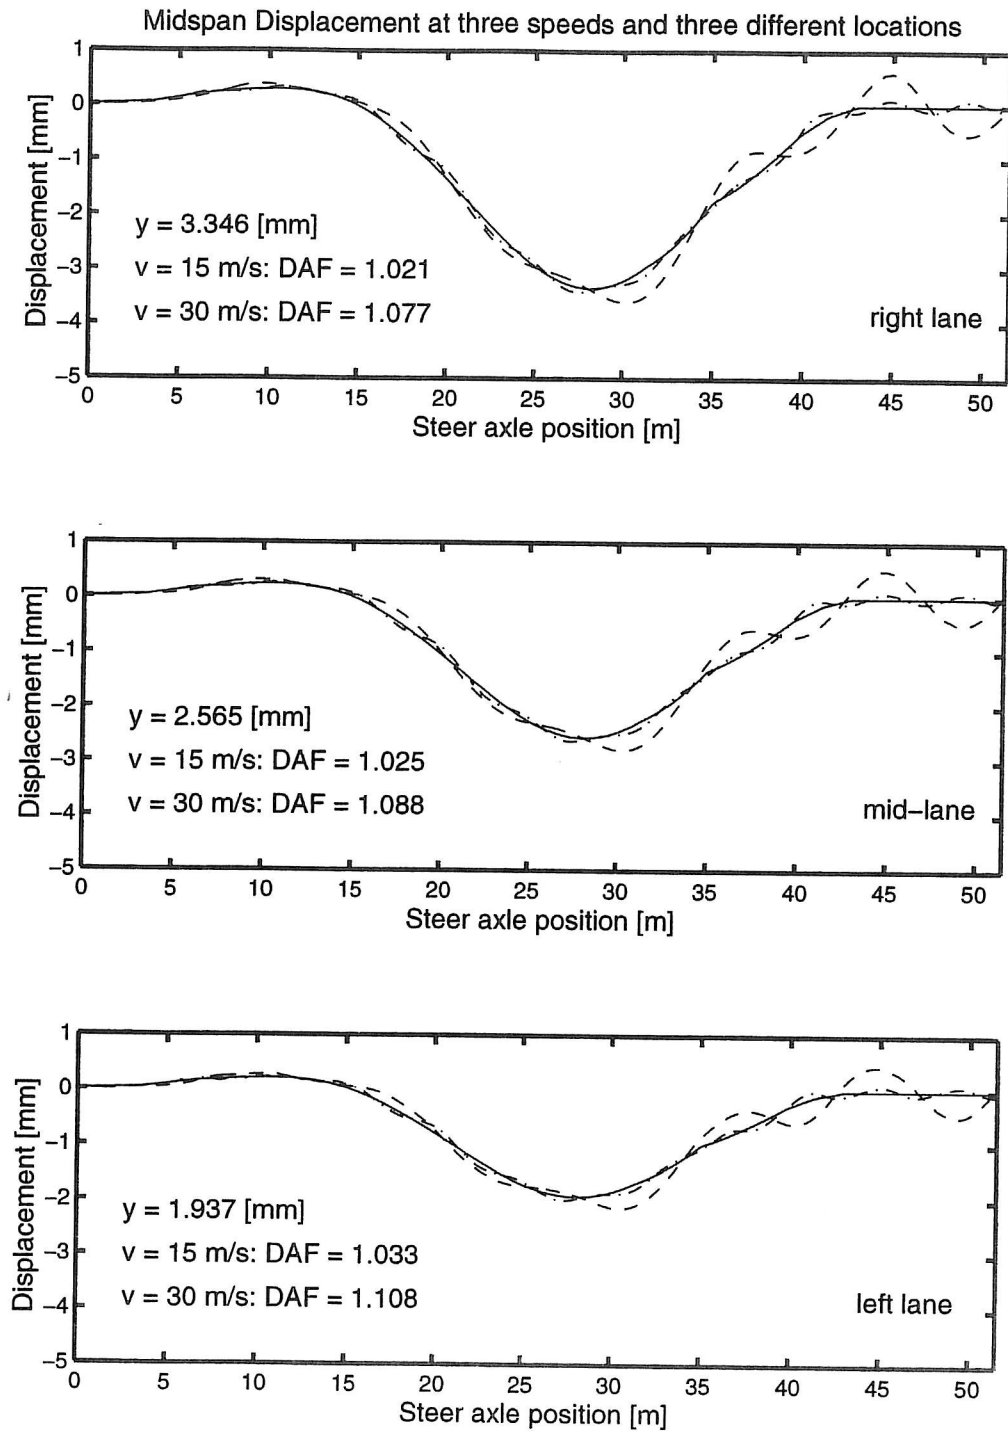 Midspan Displacement at three speeds and three different locations
1
0
−1
−2
−3
−4
−5
Displacement [mm]
y = 3.346 [mm]
v = 15 m/s: DAF = 1.021
v = 30 m/s: DAF = 1.077
right lane
0 5 10 15 20 25 30 35 40 45 50
Steer axle position [m]
1
0
−1
−2
−3
−4
−5
Displacement [mm]
y = 2.565 [mm]
v = 15 m/s: DAF = 1.025
v = 30 m/s: DAF = 1.088
mid−lane
0 5 10 15 20 25 30 35 40 45 50
Steer axle position [m]
1
0
−1
−2
−3
−4
−5
Displacement [mm]
y = 1.937 [mm]
v = 15 m/s: DAF = 1.033
v = 30 m/s: DAF = 1.108
left lane
0 5 10 15 20 25 30 35 40 45 50
Steer axle position [m]